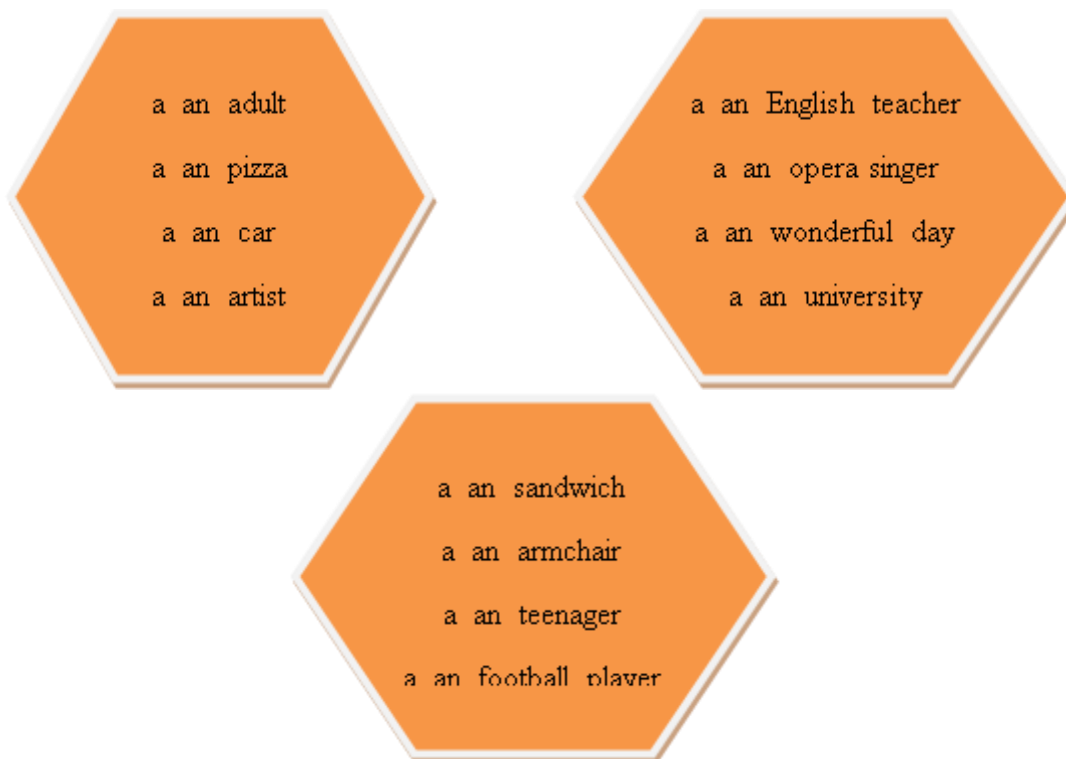 a an adult
a an pizza
a an car
a an artist
a an English teacher
a an opera singer
a an wonderful day
a an university
a an sandwich
a an armchair
a an teenager
a an football player